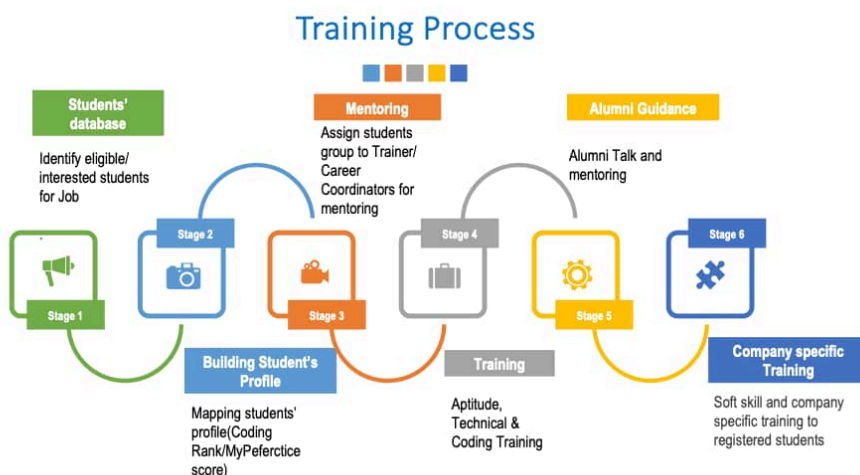 Training Process
Students'
database
Identify eligible/
interested students
for Job
Stage 1
Stage 2
Building Student's
Profile
Mapping students'
profile(Coding
Rank/MyPeferctice
score)
Mentoring
Assign students
group to Trainer/
Career
Coordinators for
mentoring
Stage 3
Stage 4
Training
Aptitude,
Technical &
Coding Training
Alumni Guidance
Alumni Talk and
mentoring
Stage 5
Stage 6
Company specific
Training
Soft skill and company
specific training to
registered students